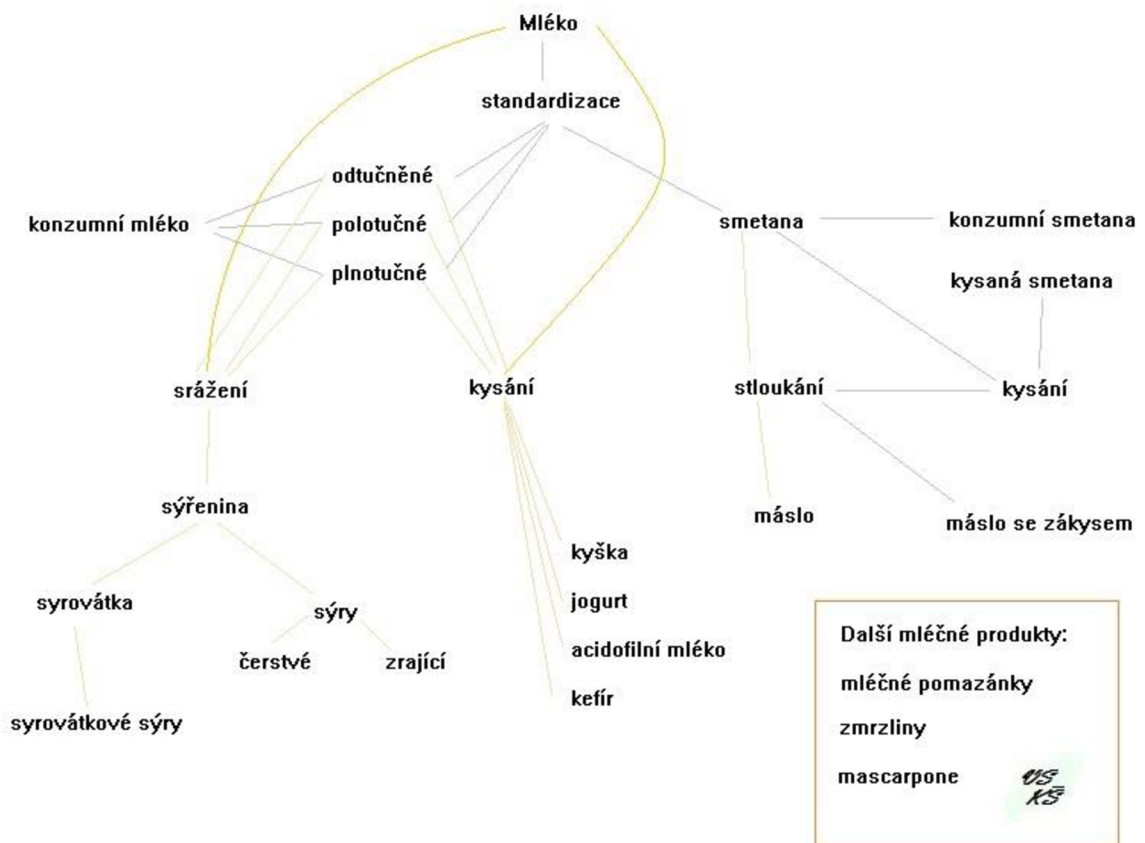 Mléko
standardizace
odtučněné
konzumní mléko
polotučné
smetana
konzumní smetana
plnotučné
kysaná smetana
srážení
kysání
stloukání
kysání
sýřenina
máslo
máslo se zákysem
kyška
syrovátka
sýry
jogurt
čerstvé
zrající
acidofilní mléko
kefír
syrovátkové sýry
Další mléčné produkty:
mléčné pomazánky
zmrzliny
mascarpone
VS
KŠ